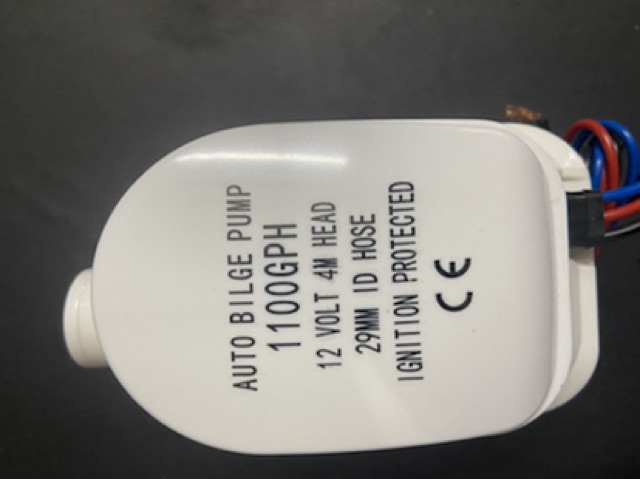 AUTO BILGE PUMP
1100GPH
12 VOLT 4M HEAD
29MM ID HOSE
IGNITION PROTECTED
CE